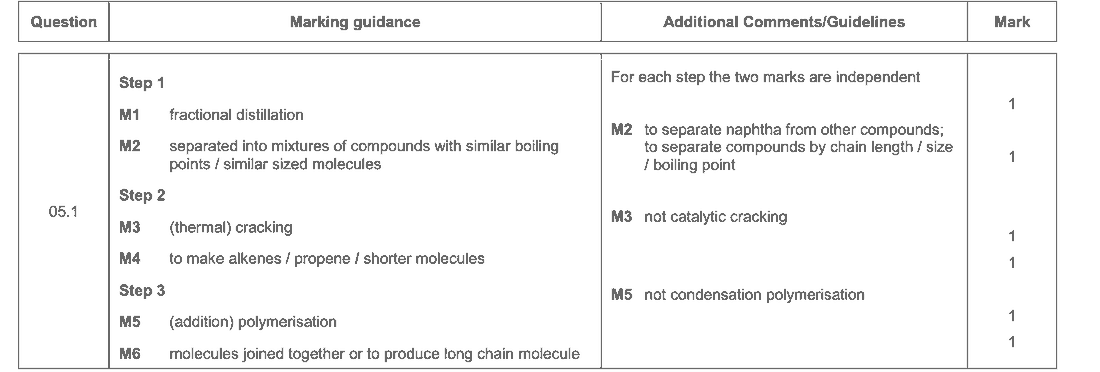 Question Marking guidance Additional Comments/Guidelines Mark
05.1
Step 1
M1 fractional distillation
M2 separated into mixtures of compounds with similar boiling
points / similar sized molecules
Step 2
M3 (thermal) cracking
M4 to make alkenes / propene / shorter molecules
Step 3
M5 (addition) polymerisation
M6 molecules joined together or to produce long chain molecule
For each step the two marks are independent
M2 to separate naphtha from other compounds;
to separate compounds by chain length / size
/ boiling point
M3 not catalytic cracking
M5 not condensation polymerisation
1
1
1
1
1
1